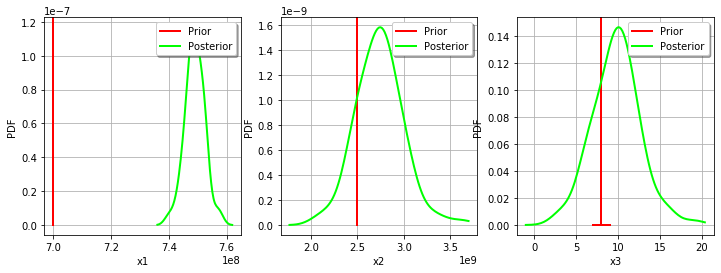 1e-7
Prior
Posterior
1.2
1.0
0.8
0.6
0.4
0.2
0.0
PDF
7.0
7.2
7.4
7.6
1e8
x1
1e-9
Prior
Posterior
1.6
1.4
1.2
1.0
0.8
0.6
0.4
0.2
0.0
PDF
2.0
2.5
3.0
3.5
1e9
x2
Prior
Posterior
0.14
0.12
0.10
0.08
0.06
0.04
0.02
0.00
PDF
0
5
10
15
20
x3